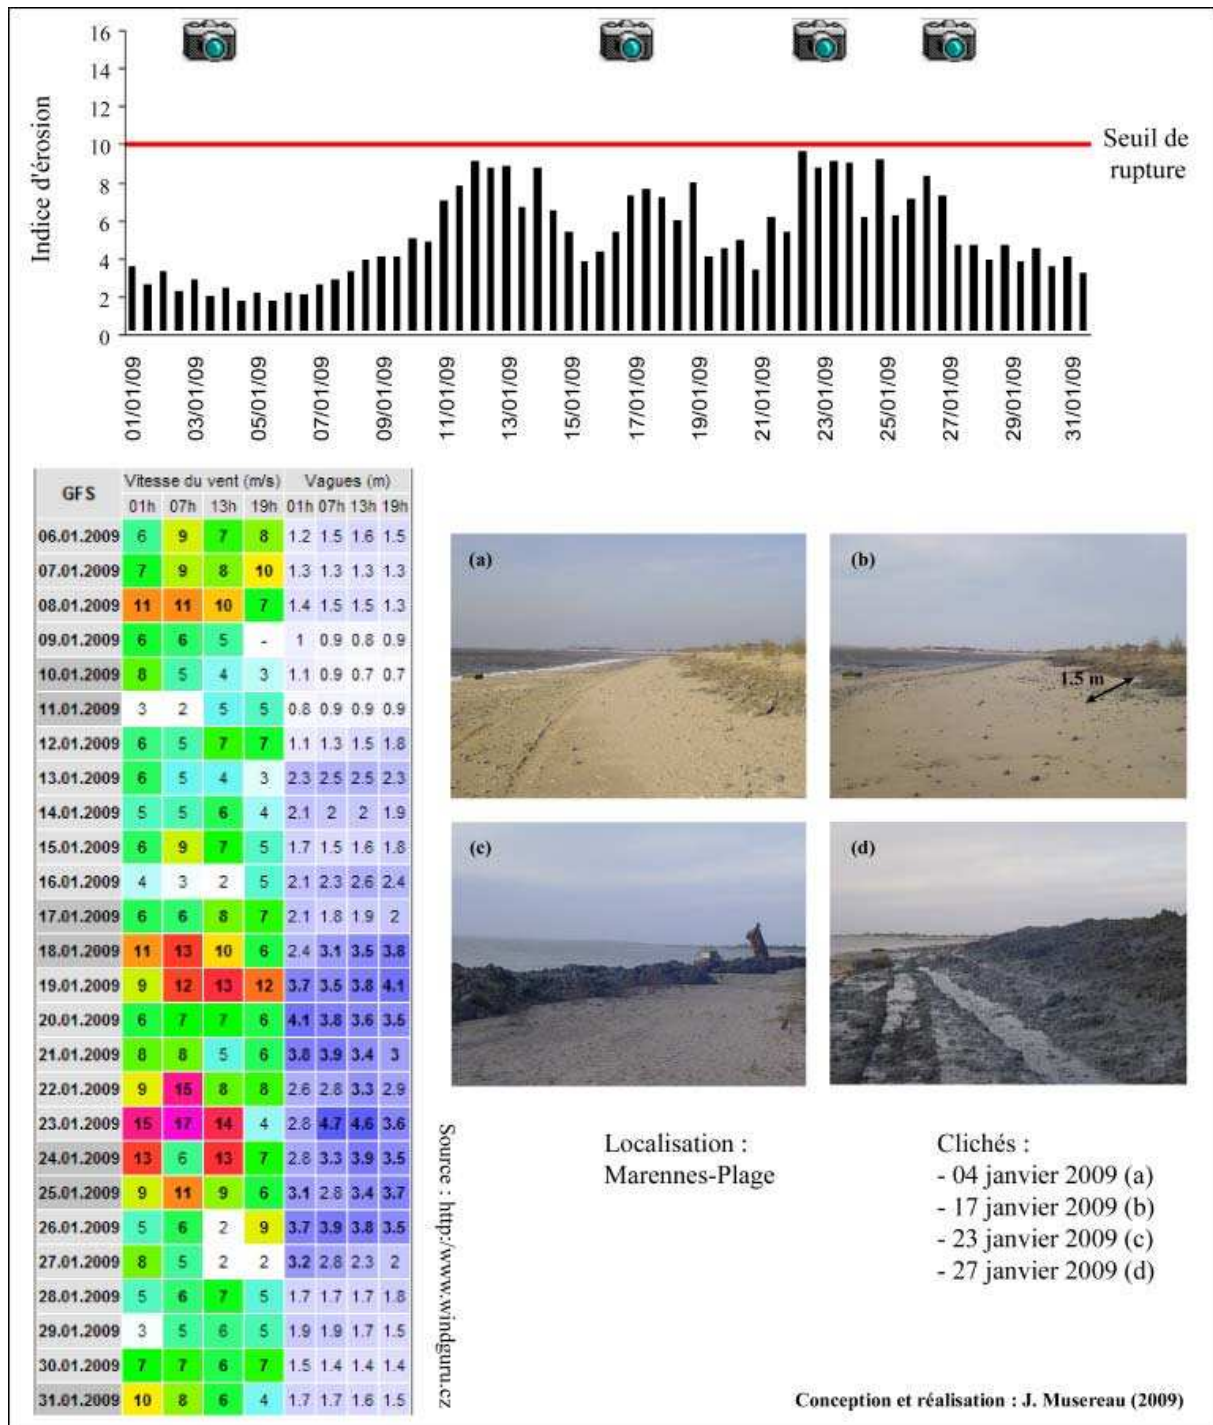 16
14
12
10
8
6
4
2
0
Indice d'érosion
Seuil de
rupture
01/01/09 03/01/09 05/01/09 07/01/09 09/01/09 11/01/09 13/01/09 15/01/09 17/01/09 19/01/09 21/01/09 23/01/09 25/01/09 27/01/09 29/01/09 31/01/09
GFS Vitesse du vent (m/s) Vagues (m)
01h 07h 13h 19h 01h 07h 13h 19h
06.01.2009 6 9 7 8 1.2 1.5 1.6 1.5
07.01.2009 7 9 8 10 1.3 1.3 1.3 1.3
08.01.2009 11 11 10 7 1.4 1.5 1.5 1.3
09.01.2009 6 6 5 - 1 0.9 0.8 0.9
10.01.2009 8 5 4 3 1.1 0.9 0.7 0.7
11.01.2009 3 2 5 5 0.8 0.9 0.9 0.9
12.01.2009 6 5 7 7 1.1 1.3 1.5 1.8
13.01.2009 6 5 4 3 2.3 2.5 2.5 2.3
14.01.2009 5 5 6 4 2.1 2 2 1.9
15.01.2009 6 9 7 5 1.7 1.5 1.6 1.8
16.01.2009 4 3 2 5 2.1 2.3 2.6 2.4
17.01.2009 6 6 8 7 2.1 1.8 1.9 2
18.01.2009 11 13 10 6 2.4 3.1 3.5 3.8
19.01.2009 9 12 13 12 3.7 3.5 3.8 4.1
20.01.2009 6 7 7 6 4.1 3.8 3.6 3.5
21.01.2009 8 8 5 6 3.8 3.9 3.4 3
22.01.2009 9 15 8 8 2.6 2.8 3.3 2.9
23.01.2009 15 17 14 4 2.8 4.7 4.6 3.6
24.01.2009 13 6 13 7 2.8 3.3 3.9 3.5
25.01.2009 9 11 9 6 3.1 2.8 3.4 3.7
26.01.2009 5 6 2 9 3.7 3.9 3.8 3.5
27.01.2009 8 5 2 2 3.2 2.8 2.3 2
28.01.2009 5 6 7 5 1.7 1.7 1.7 1.8
29.01.2009 3 5 6 5 1.9 1.9 1.7 1.5
30.01.2009 7 7 6 7 1.5 1.4 1.4 1.4
31.01.2009 10 8 6 4 1.7 1.7 1.6 1.5
Source : http:/www.windguru.cz
(a)
(b)
1.5 m
(c)
(d)
Localisation :
Marennes-Plage
Clichés :
- 04 janvier 2009 (a)
- 17 janvier 2009 (b)
- 23 janvier 2009 (c)
- 27 janvier 2009 (d)
Conception et réalisation : J. Musereau (2009)